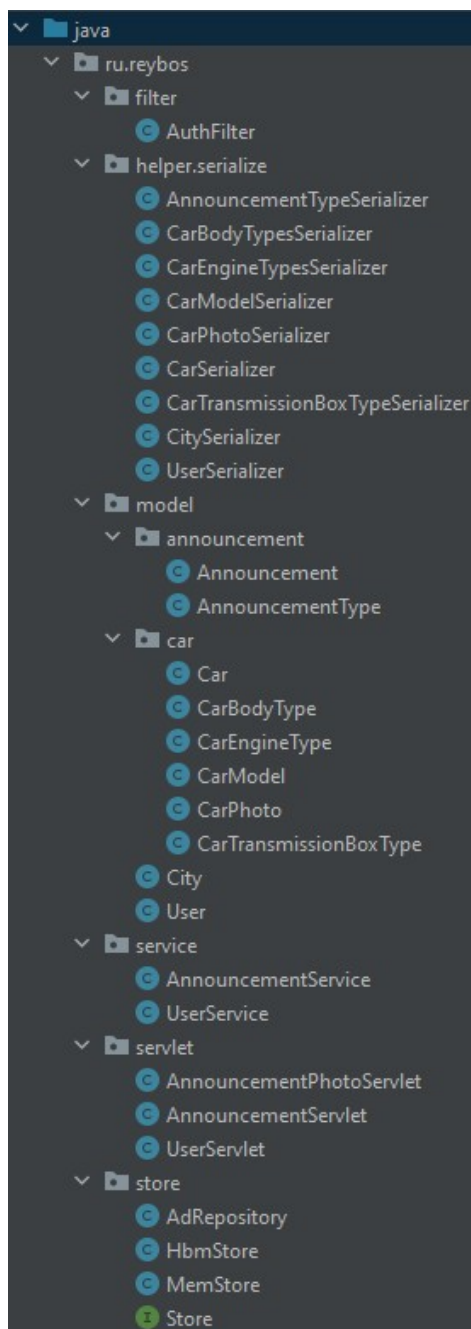 java
ru.reybos
filter
C AuthFilter
helper.serialize
C AnnouncementTypeSerializer
C CarBodyTypesSerializer
C CarEngineTypesSerializer
C CarModelSerializer
C CarPhotoSerializer
C CarSerializer
C CarTransmissionBoxTypeSerializer
C CitySerializer
C UserSerializer
model
announcement
C Announcement
C AnnouncementType
car
C Car
C CarBodyType
C CarEngineType
C CarModel
C CarPhoto
C CarTransmissionBoxType
C City
C User
service
C AnnouncementService
C UserService
servlet
C AnnouncementPhotoServlet
C AnnouncementServlet
C UserServlet
store
C AdRepository
C HbmStore
C MemStore
I Store